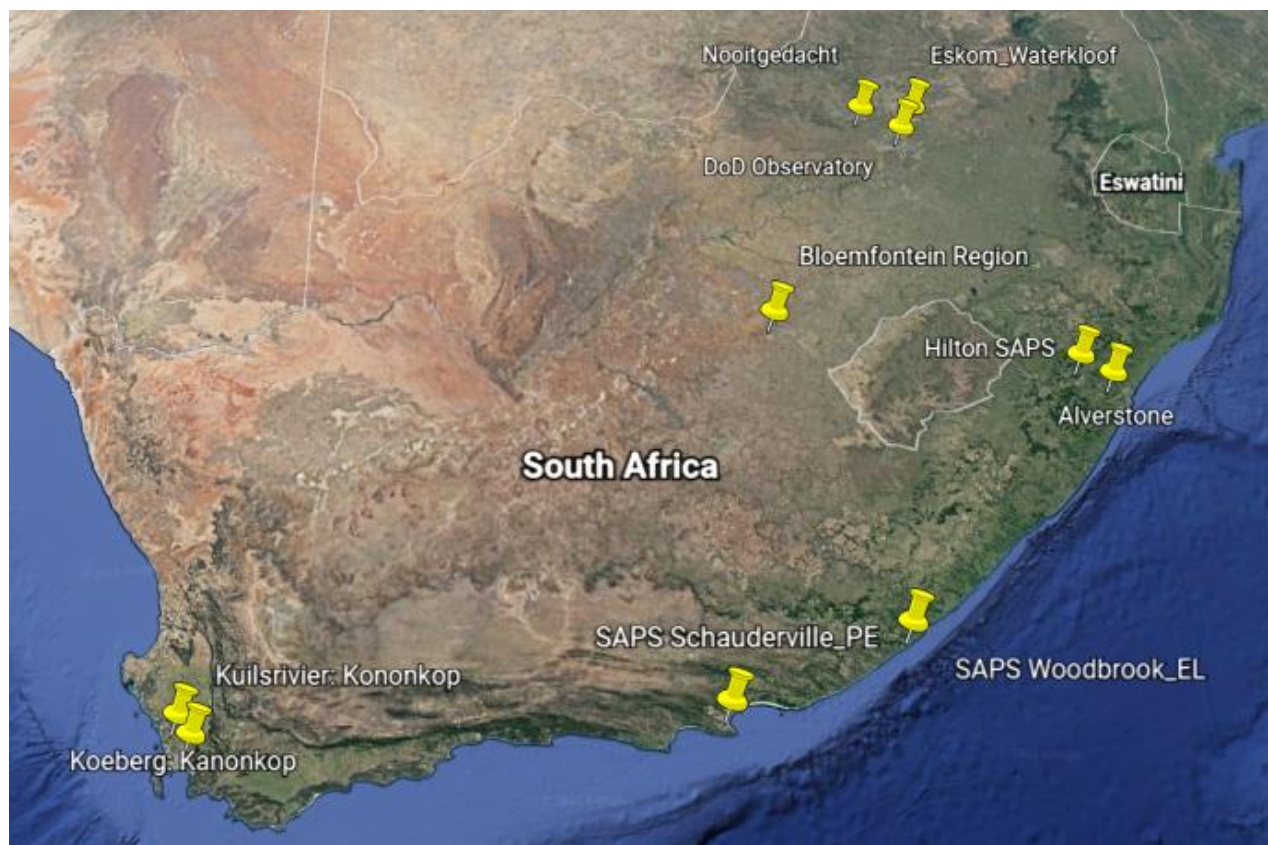 Nooitgedacht
Eskom_Waterkloof
DoD Observatory
Eswatini
Bloemfontein Region
Hilton SAPS
Alverstone
South Africa
SAPS Schauderville_PE
SAPS Woodbrook_EL
Kuilsrivier: Kononkop
Koeberg: Kanonkop